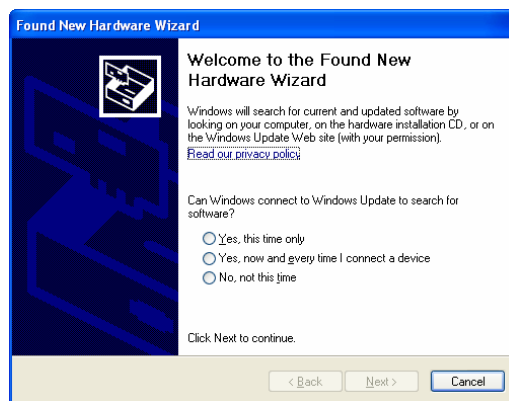 Found New Hardware Wizard
Welcome to the Found New
Hardware Wizard
Windows will search for current and updated software by
looking on your computer, on the hardware installation CD, or on
the Windows Update Web site (with your permission).
Read our privacy policy
Can Windows connect to Windows Update to search for
software?
Yes, this time only
Yes, now and every time I connect a device
No, not this time
Click Next to continue.
< Back
Next >
Cancel